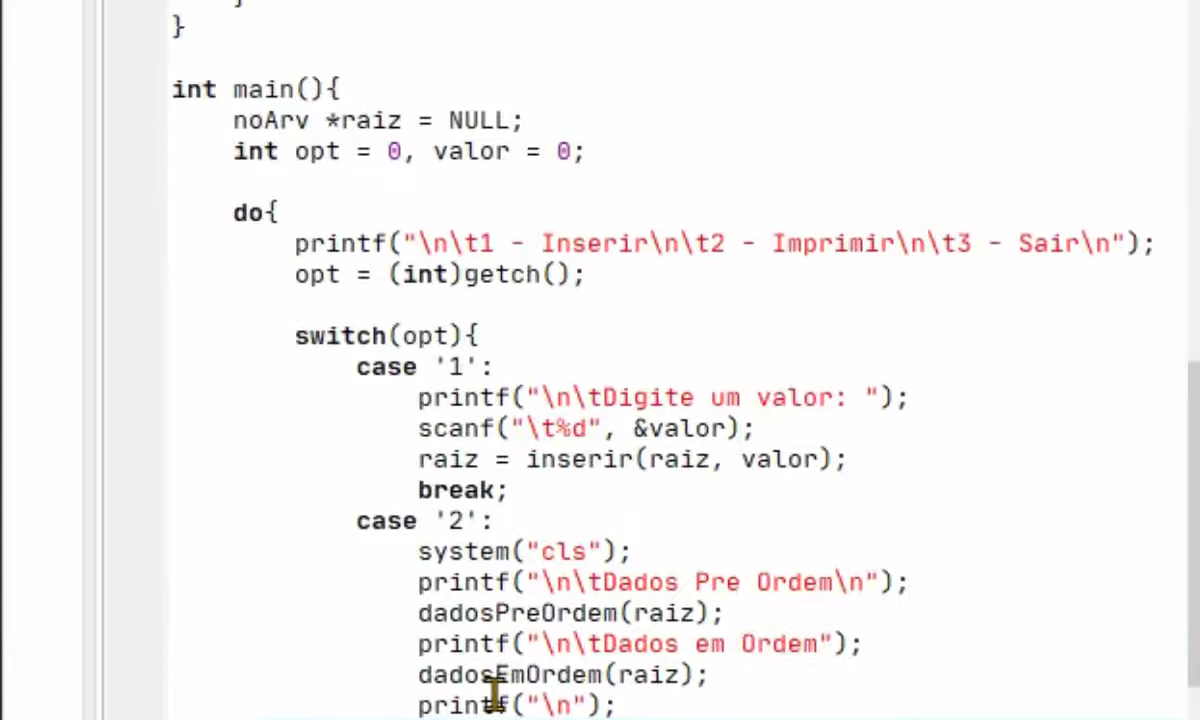 }
int main(){
noArv *raiz = NULL;
int opt = 0, valor = 0;
do{
printf("\n\t1 - Inserir\n\t2 - Imprimir\n\t3 - Sair\n");
opt = (int)getch();
switch(opt){
case '1':
printf("\n\tDigite um valor: ");
scanf("\t%d", &valor);
raiz = inserir(raiz, valor);
break;
case '2':
system("cls");
printf("\n\tDados Pre Ordem\n");
dadosPreOrdem(raiz);
printf("\n\tDados em Ordem");
dadosEmOrdem(raiz);
printf("\n");